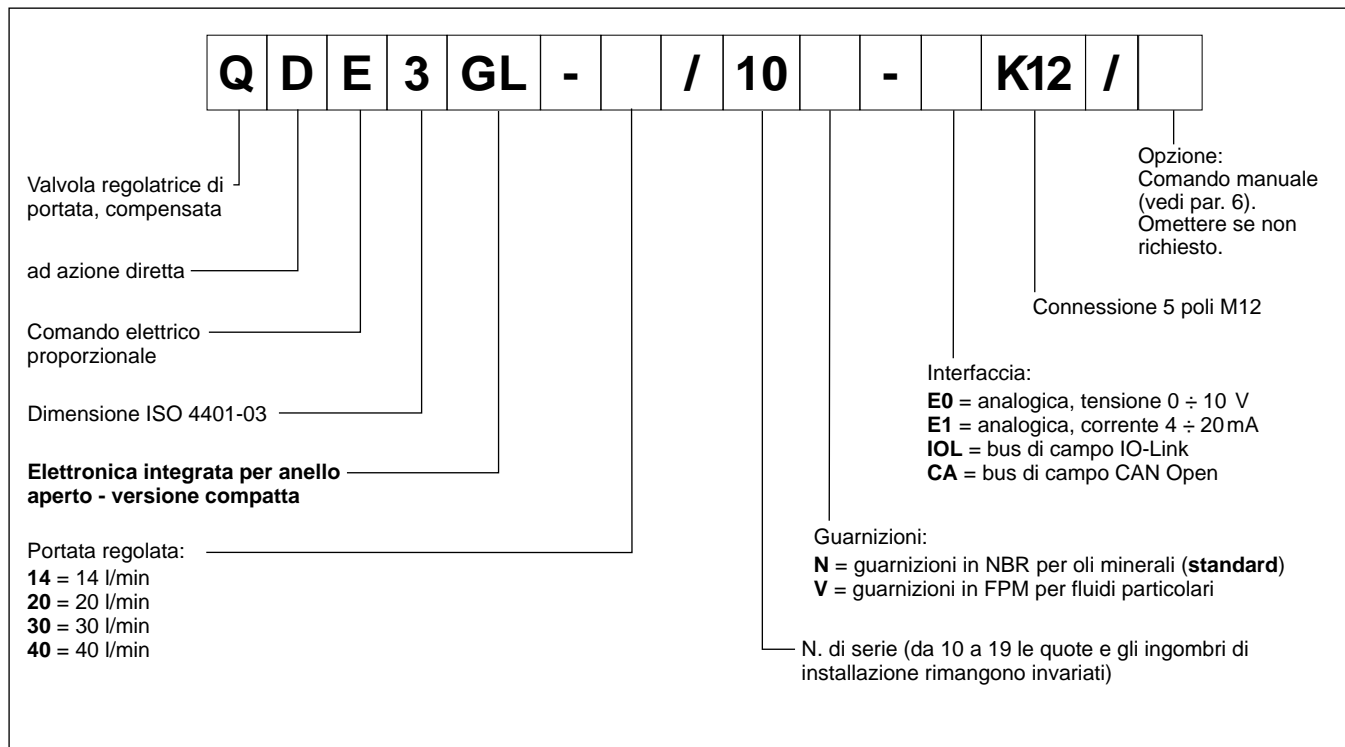 Q D E 3 GL - / 10 - K12 /
Valvola regolatrice di
portata, compensata
ad azione diretta
Comando elettrico
proporzionale
Dimensione ISO 4401-03
Elettronica integrata per anello
aperto - versione compatta
Portata regolata:
14 = 14 l/min
20 = 20 l/min
30 = 30 l/min
40 = 40 l/min
Opzione:
Comando manuale
(vedi par. 6).
Omettere se non
richiesto.
Connessione 5 poli M12
Interfaccia:
E0 = analogica, tensione 0 ÷ 10 V
E1 = analogica, corrente 4 ÷ 20 mA
IOL = bus di campo IO-Link
CA = bus di campo CAN Open
Guarnizioni:
N = guarnizioni in NBR per oli minerali (standard)
V = guarnizioni in FPM per fluidi particolari
N. di serie (da 10 a 19 le quote e gli ingombri di
installazione rimangono invariati)